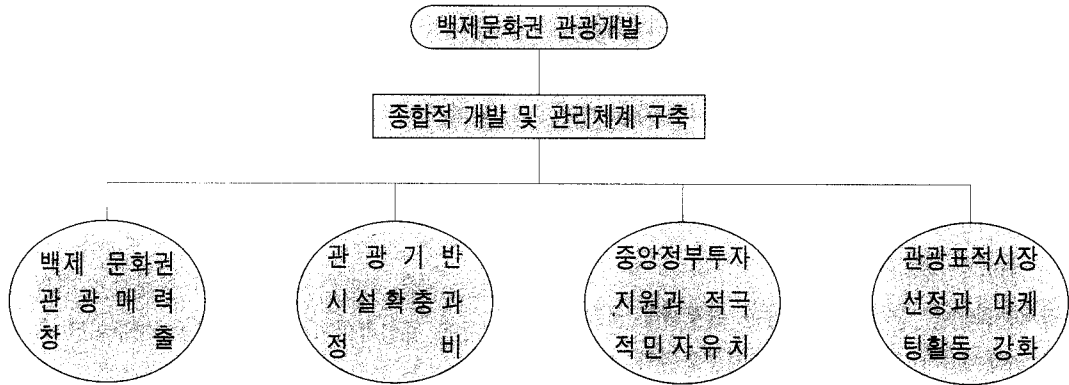 백제문화권 관광개발
종합적 개발 및 관리체계 구축
백제 문화권
관광매력
창출
관광기반
시설확충과
정비
중앙정부투자
지원과 적극
적민자유치
관광표적시장
선정과 마케
팅활동 강화